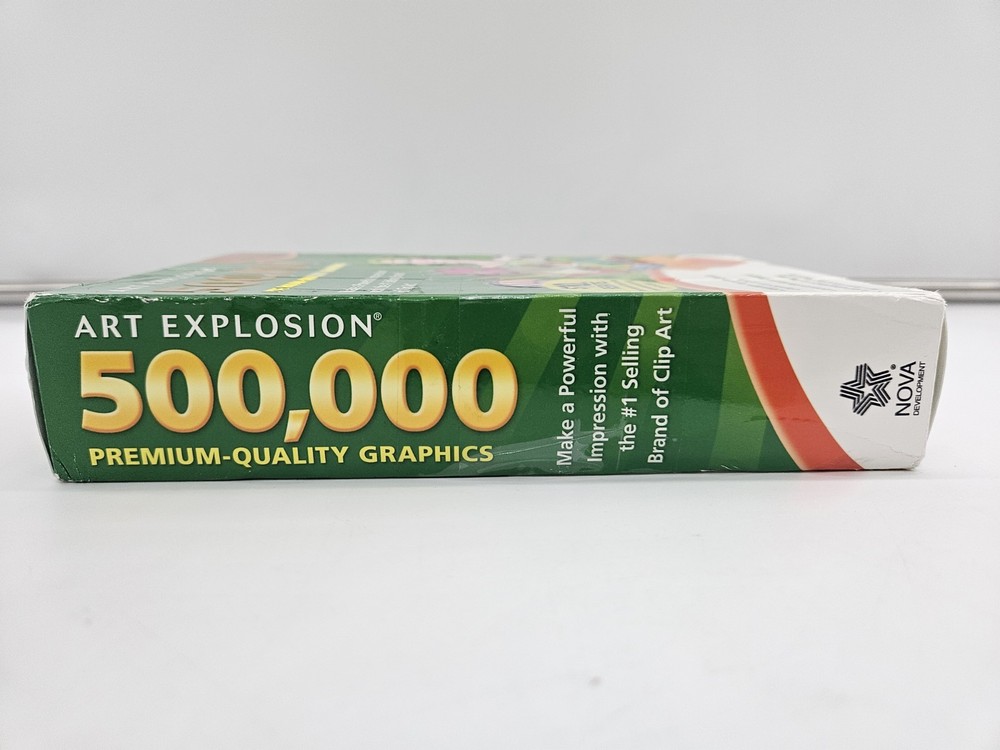 ART EXPLOSION®
500,000
PREMIUM-QUALITY GRAPHICS
Make a Powerful
Impression with
the #1 Selling
Brand of Clip Art
NOVA®
DEVELOPMENT